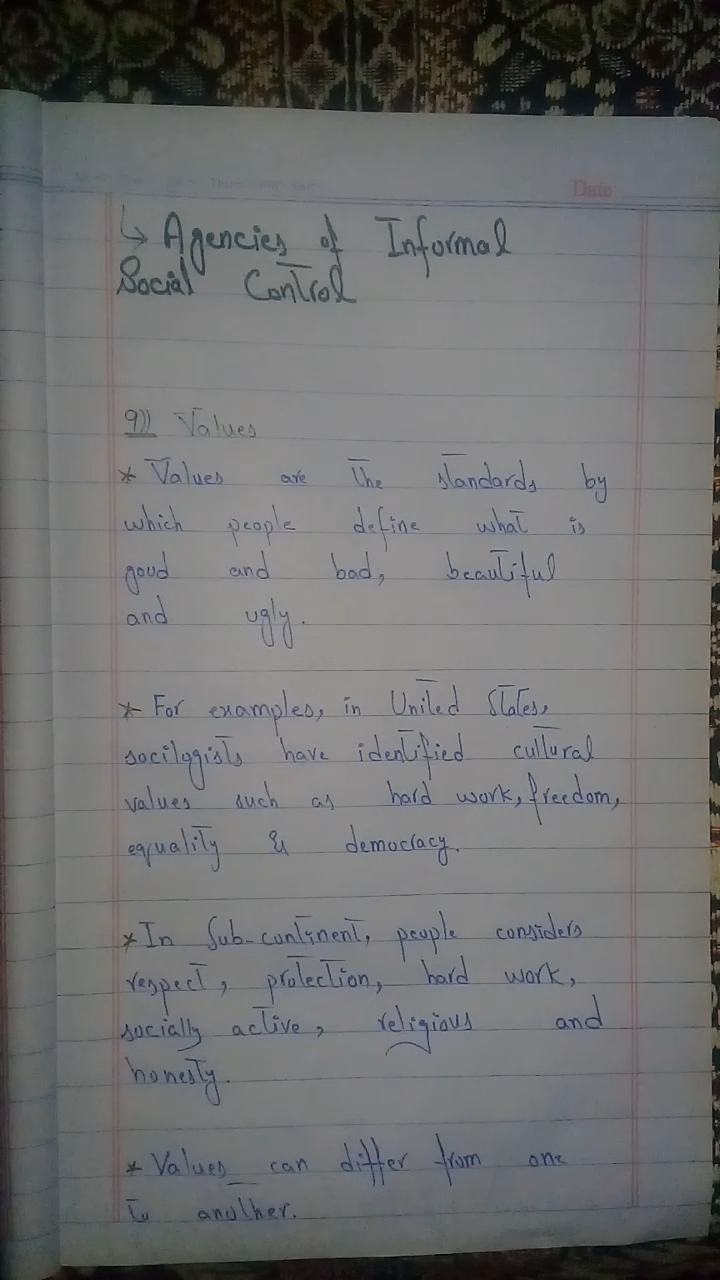 Date
↳ Agencies of Informal
Social Control
9)) Values
* Values are the standards by
which people define what is
good and bad, beautiful
and ugly.
* For examples, in United States,
socilogists have identified cultural
values such as hard work, freedom,
equality & democracy.
* In Sub-continent, people considers
respect, protection, hard work,
socially active, religious and
honesty.
* Values can differ from one
to another.